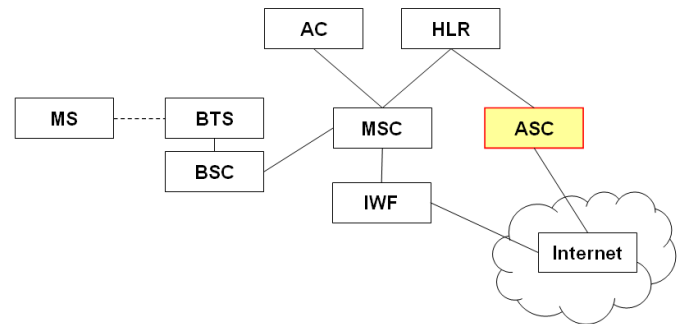 AC
HLR
MS
BTS
MSC
ASC
BSC
IWF
Internet